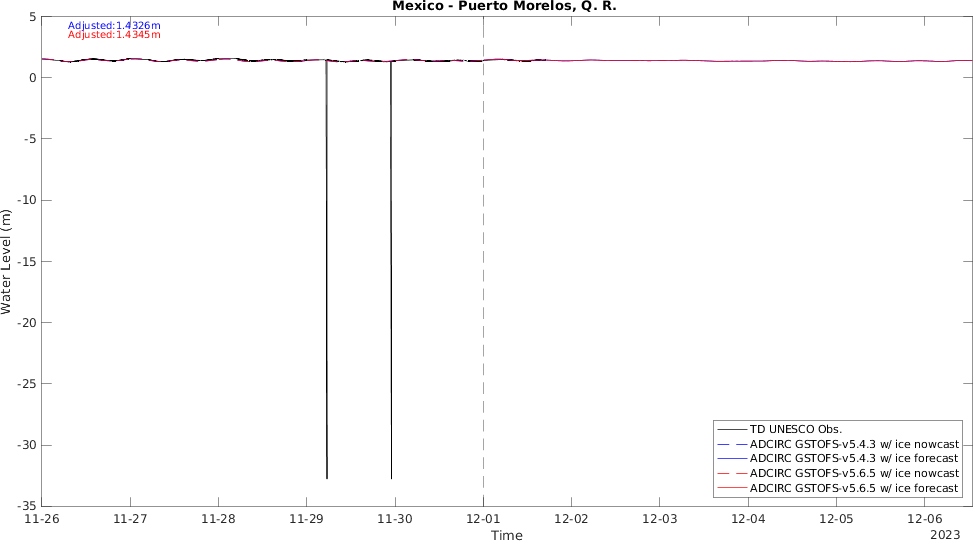 Mexico - Puerto Morelos, Q. R.
Adjusted:1.4326m
Adjusted:1.4345m
5
0
-5
-10
-15
-20
-25
-30
-35
Water Level (m)
TD UNESCO Obs.
ADCIRC GSTOFS-v5.4.3 w/ ice nowcast
ADCIRC GSTOFS-v5.4.3 w/ ice forecast
ADCIRC GSTOFS-v5.6.5 w/ ice nowcast
ADCIRC GSTOFS-v5.6.5 w/ ice forecast
11-26 11-27 11-28 11-29 11-30 12-01 12-02 12-03 12-04 12-05 12-06
Time
2023